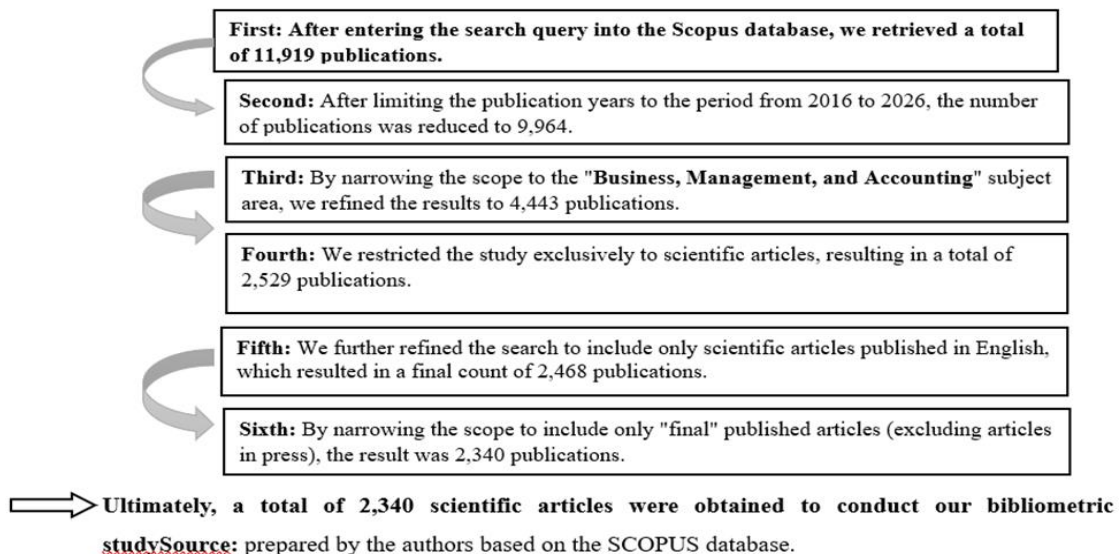 First: After entering the search query into the Scopus database, we retrieved a total
of 11,919 publications.
Second: After limiting the publication years to the period from 2016 to 2026, the number
of publications was reduced to 9,964.
Third: By narrowing the scope to the "Business, Management, and Accounting" subject
area, we refined the results to 4,443 publications.
Fourth: We restricted the study exclusively to scientific articles, resulting in a total of
2,529 publications.
Fifth: We further refined the search to include only scientific articles published in English,
which resulted in a final count of 2,468 publications.
Sixth: By narrowing the scope to include only "final" published articles (excluding articles
in press), the result was 2,340 publications.
Ultimately, a total of 2,340 scientific articles were obtained to conduct our bibliometric
studySource: prepared by the authors based on the SCOPUS database.